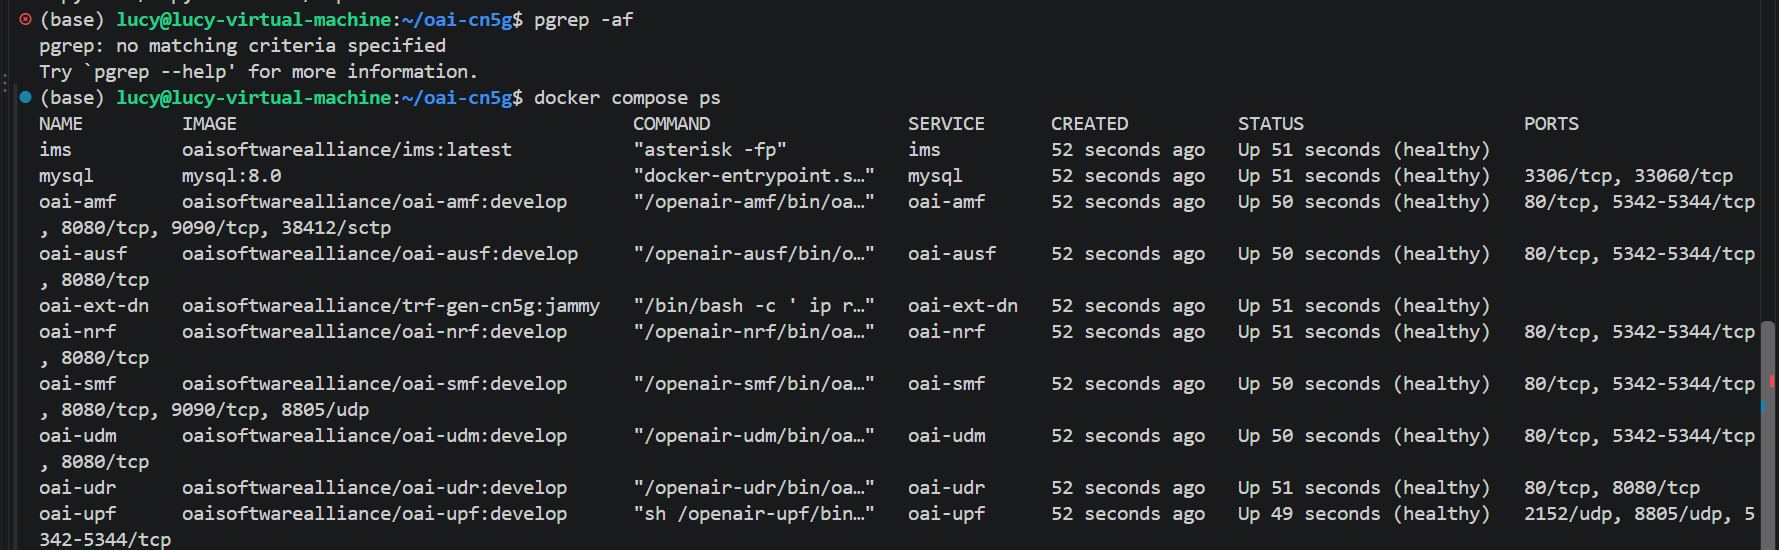 (base) lucy@lucy-virtual-machine:~/oai-cn5g$ pgrep -af
pgrep: no matching criteria specified
Try `pgrep --help' for more information.
(base) lucy@lucy-virtual-machine:~/oai-cn5g$ docker compose ps
NAME IMAGE COMMAND SERVICE CREATED STATUS PORTS
ims oaisoftwarealliance/ims:latest "asterisk -fp" ims 52 seconds ago Up 51 seconds (healthy)
mysql mysql:8.0 "docker-entrypoint.s…" mysql 52 seconds ago Up 51 seconds (healthy) 3306/tcp, 33060/tcp
oai-amf oaisoftwarealliance/oai-amf:develop "/openair-amf/bin/oa…" oai-amf 52 seconds ago Up 50 seconds (healthy) 80/tcp, 5342-5344/tcp
, 8080/tcp, 9090/tcp, 38412/sctp
oai-ausf oaisoftwarealliance/oai-ausf:develop "/openair-ausf/bin/o…" oai-ausf 52 seconds ago Up 50 seconds (healthy) 80/tcp, 5342-5344/tcp
, 8080/tcp
oai-ext-dn oaisoftwarealliance/trf-gen-cn5g:jammy "/bin/bash -c ' ip r…" oai-ext-dn 52 seconds ago Up 51 seconds (healthy)
oai-nrf oaisoftwarealliance/oai-nrf:develop "/openair-nrf/bin/oa…" oai-nrf 52 seconds ago Up 51 seconds (healthy) 80/tcp, 5342-5344/tcp
, 8080/tcp
oai-smf oaisoftwarealliance/oai-smf:develop "/openair-smf/bin/oa…" oai-smf 52 seconds ago Up 50 seconds (healthy) 80/tcp, 5342-5344/tcp
, 8080/tcp, 9090/tcp, 8805/udp
oai-udm oaisoftwarealliance/oai-udm:develop "/openair-udm/bin/oa…" oai-udm 52 seconds ago Up 50 seconds (healthy) 80/tcp, 5342-5344/tcp
, 8080/tcp
oai-udr oaisoftwarealliance/oai-udr:develop "/openair-udr/bin/oa…" oai-udr 52 seconds ago Up 51 seconds (healthy) 80/tcp, 8080/tcp
oai-upf oaisoftwarealliance/oai-upf:develop "sh /openair-upf/bin…" oai-upf 52 seconds ago Up 49 seconds (healthy) 2152/udp, 8805/udp, 5
342-5344/tcp